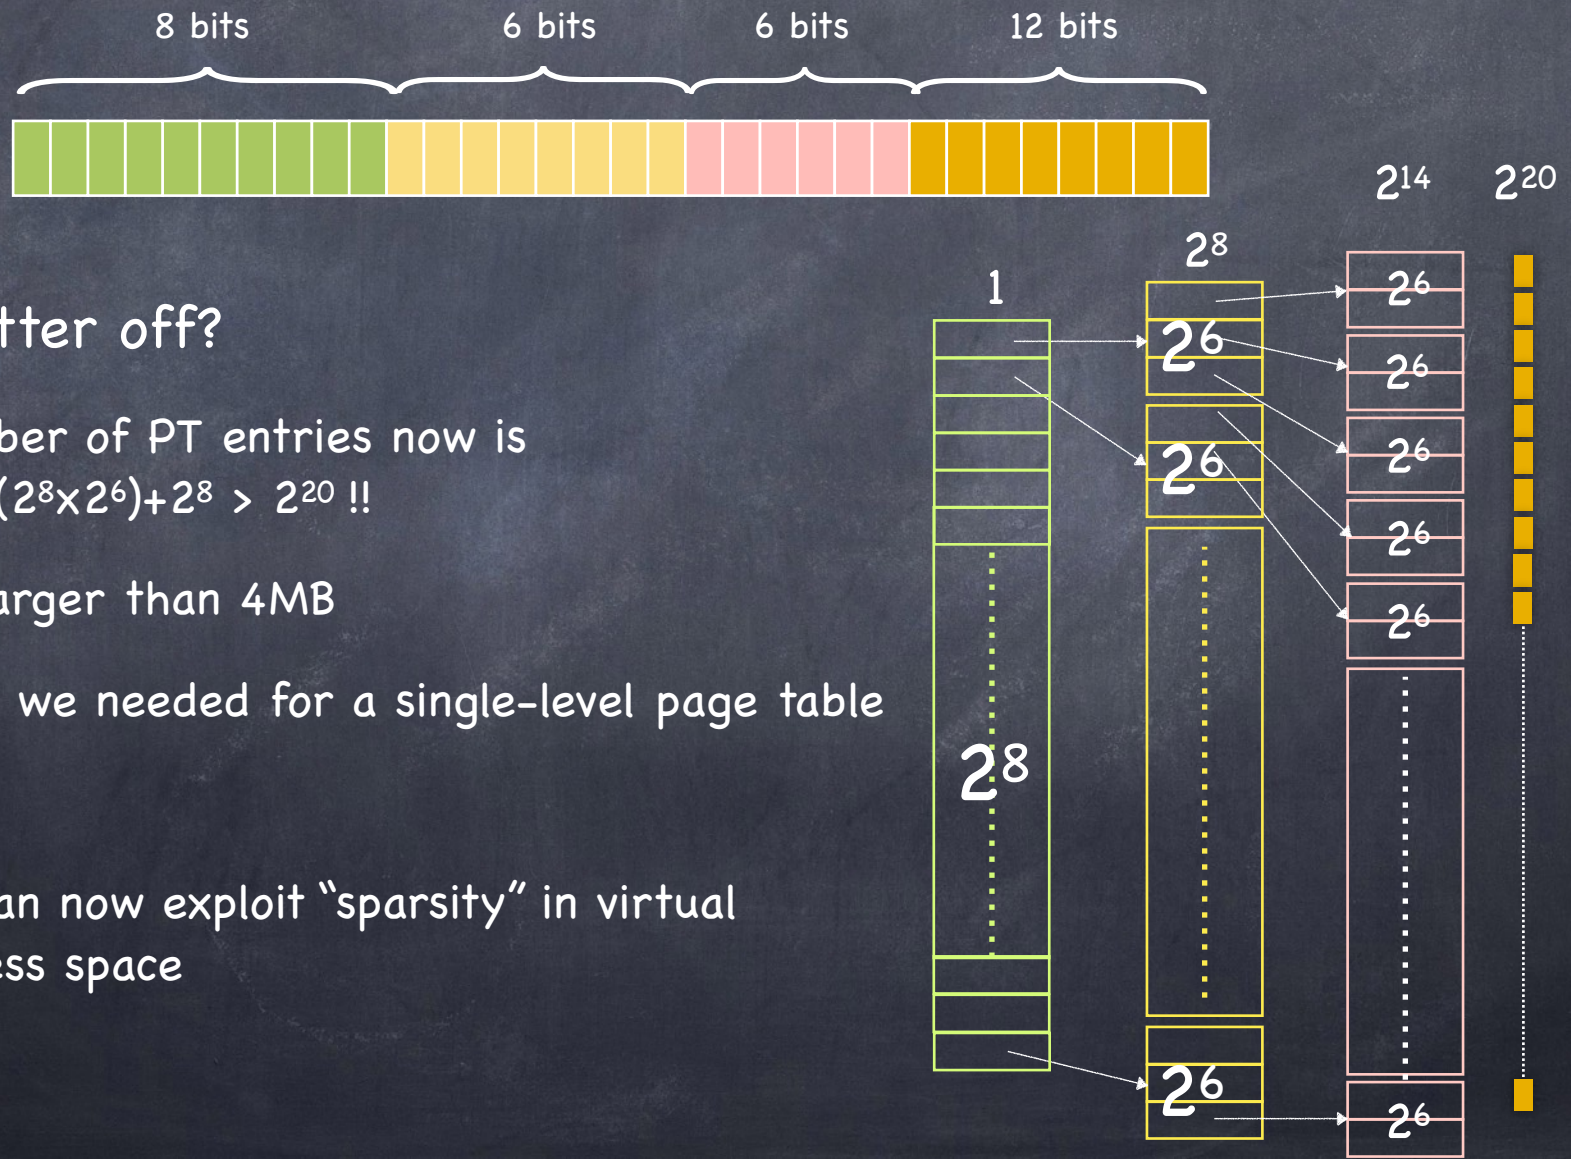 8 bits 6 bits 6 bits 12 bits
2¹⁴ 2²⁰
2⁸
1
2⁶
2⁶
2⁶
2⁶
2⁶
2⁶
2⁶
2⁸
2⁶
2⁶
tter off?
ber of PT entries now is
(2⁸x2⁶)+2⁸ > 2²⁰ !!
arger than 4MB
we needed for a single-level page table
an now exploit “sparsity” in virtual
ess space